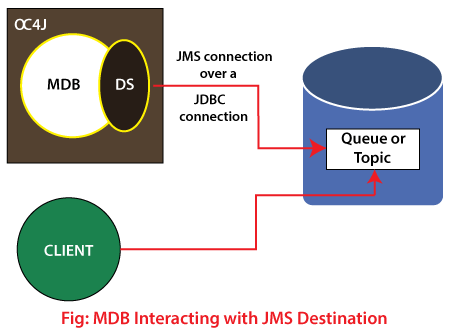 OC4J
MDB
DS
JMS connection
over a
JDBC
connection
Queue or
Topic
CLIENT
Fig: MDB Interacting with JMS Destination